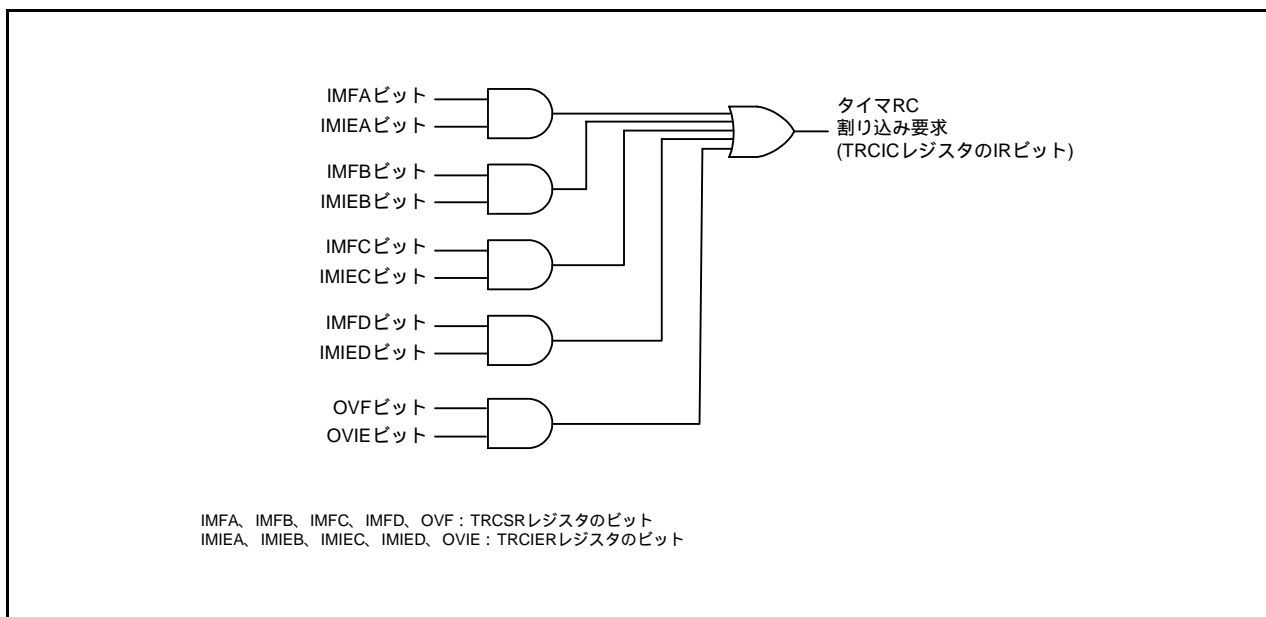 IMFAビット
IMIEAビット
IMFBビット
IMIEBビット
IMFCビット
IMIECビット
IMFDビット
IMIEDビット
OVFビット
OVIEビット
タイマRC
割り込み要求
(TRCICレジスタのIRビット)
IMFA、IMFB、IMFC、IMFD、OVF：TRCSRレジスタのビット
IMIEA、IMIEB、IMIEC、IMIED、OVIE：TRCIERレジスタのビット